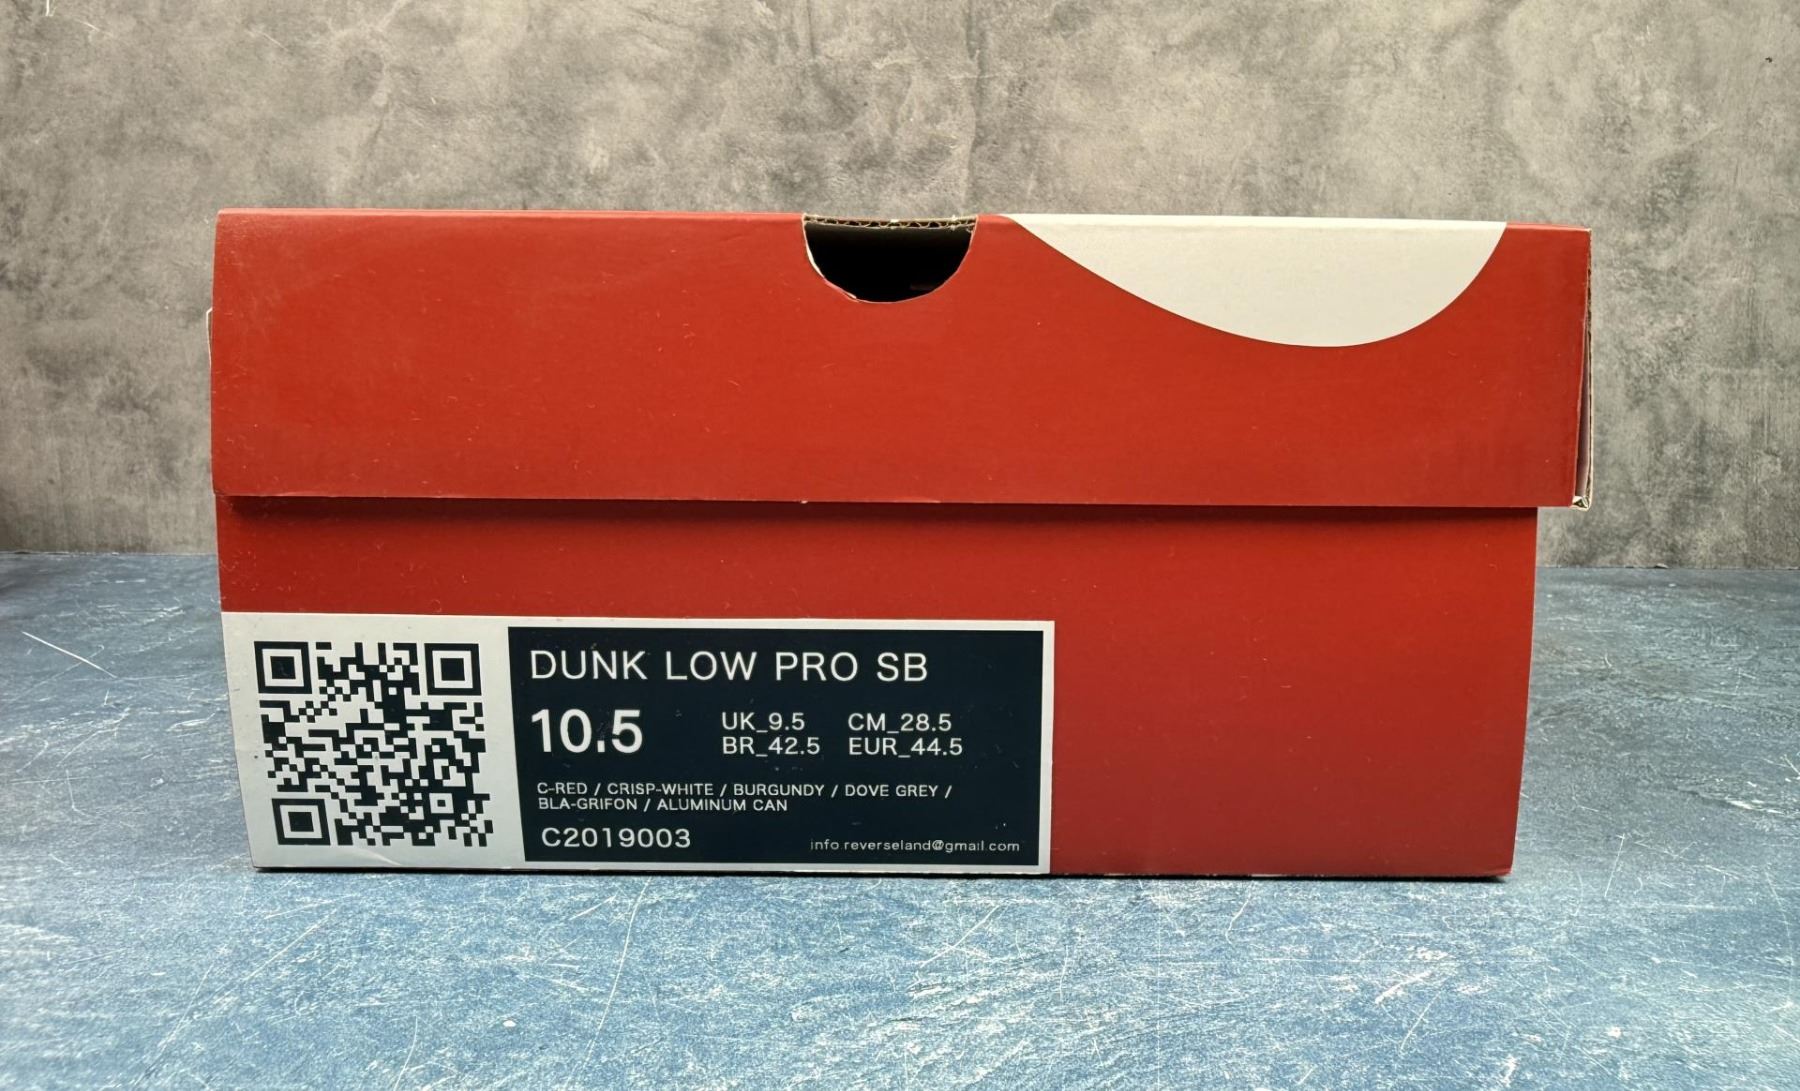 DUNK LOW PRO SB
10.5
UK_9.5 CM_28.5
BR_42.5 EUR_44.5
C-RED / CRISP-WHITE / BURGUNDY / DOVE GREY /
BLA-GRIFON / ALUMINUM CAN
C2019003
info.reverseland@gmail.com